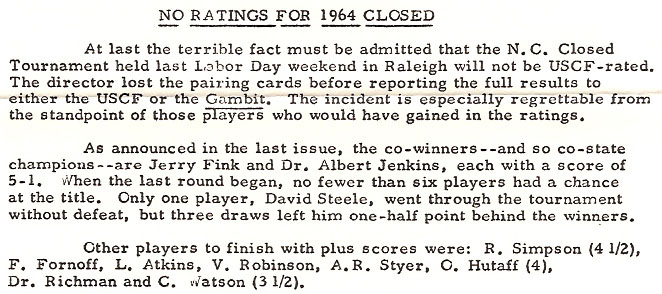 NO RATINGS FOR 1964 CLOSED
At last the terrible fact must be admitted that the N.C. Closed
Tournament held last Labor Day weekend in Raleigh will not be USCF-rated.
The director lost the pairing cards before reporting the full results to
either the USCF or the Gambit. The incident is especially regrettable from
the standpoint of those players who would have gained in the ratings.
As announced in the last issue, the co-winners--and so co-state
champions--are Jerry Fink and Dr. Albert Jenkins, each with a score of
5-1. When the last round began, no fewer than six players had a chance
at the title. Only one player, David Steele, went through the tournament
without defeat, but three draws left him one-half point behind the winners.
Other players to finish with plus scores were: R. Simpson (4 1/2),
F. Fornoff, L. Atkins, V. Robinson, A.R. Styer, O. Hutaff (4),
Dr. Richman and C. Watson (3 1/2).